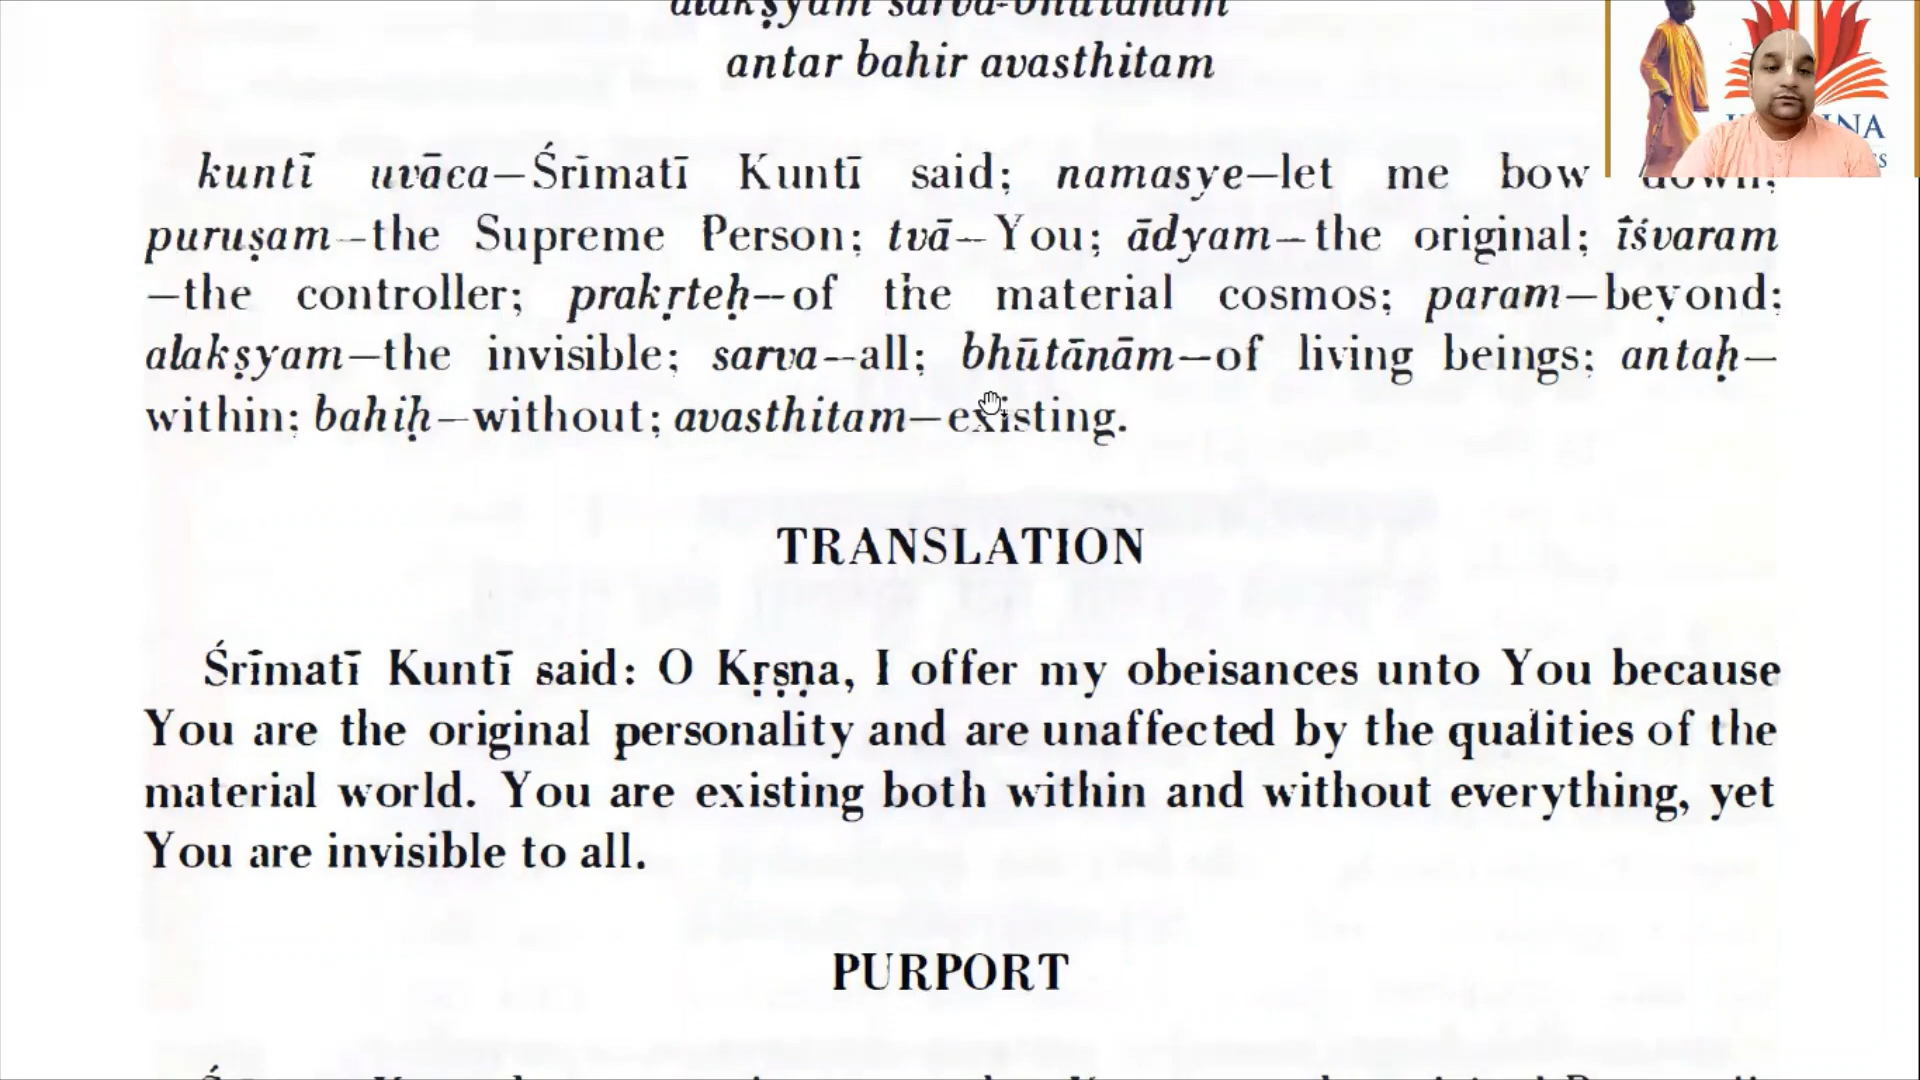 alakṣyaṁ sarva-bhūtānām
antar bahir avasthitam
kuntī uvāca—Śrīmatī Kuntī said; namasye—let me bow down;
puruṣam—the Supreme Person; tvā—You; ādyam—the original; īśvaram
—the controller; prakṛteḥ—of the material cosmos; param—beyond;
alakṣyam—the invisible; sarva—all; bhūtānām—of living beings; antaḥ—
within; bahiḥ—without; avasthitam—existing.
TRANSLATION
Śrīmatī Kuntī said: O Kṛṣṇa, I offer my obeisances unto You because
You are the original personality and are unaffected by the qualities of the
material world. You are existing both within and without everything, yet
You are invisible to all.
PURPORT